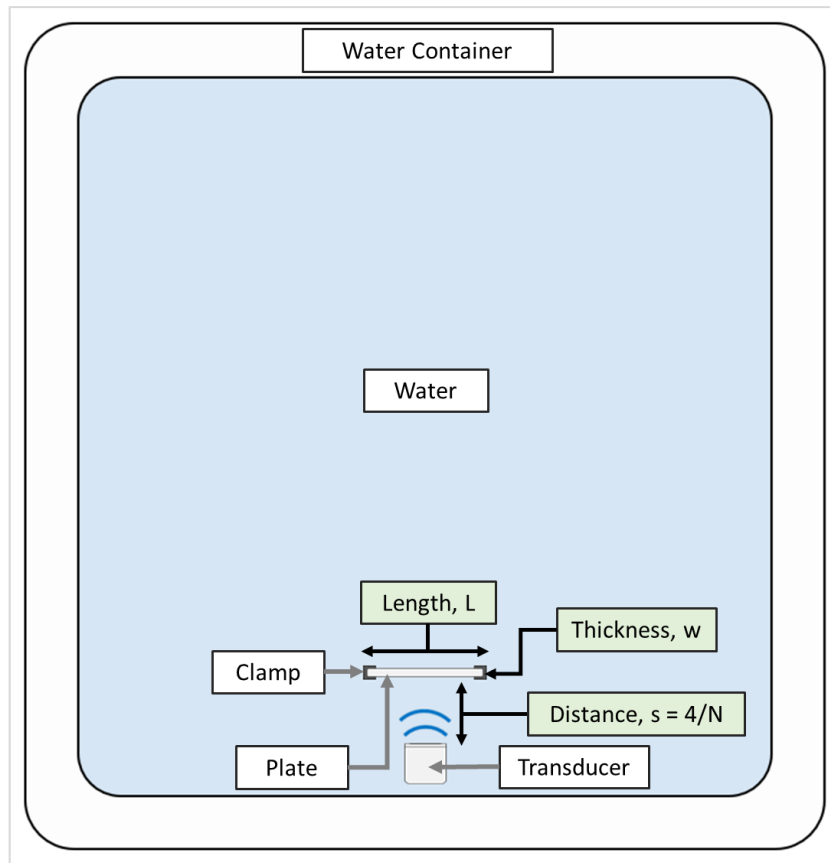 Water Container
Water
Length, L
Thickness, w
Clamp
Distance, s = 4/N
Plate
Transducer